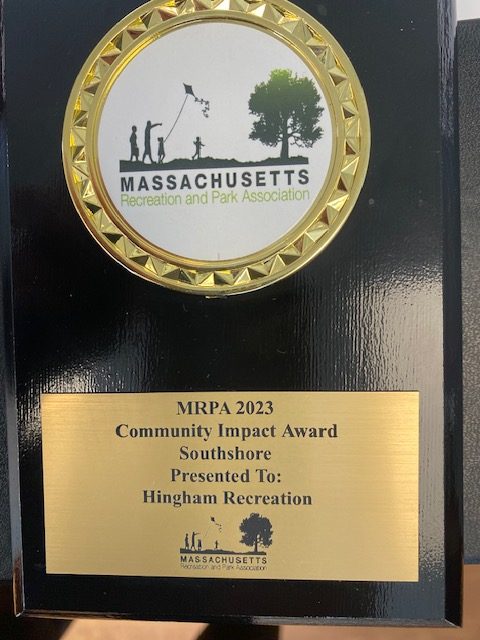 MASSACHUSETTS
Recreation and Park Association
MRPA 2023
Community Impact Award
Southshore
Presented To:
Hingham Recreation
MASSACHUSETTS
Recreation and Park Association